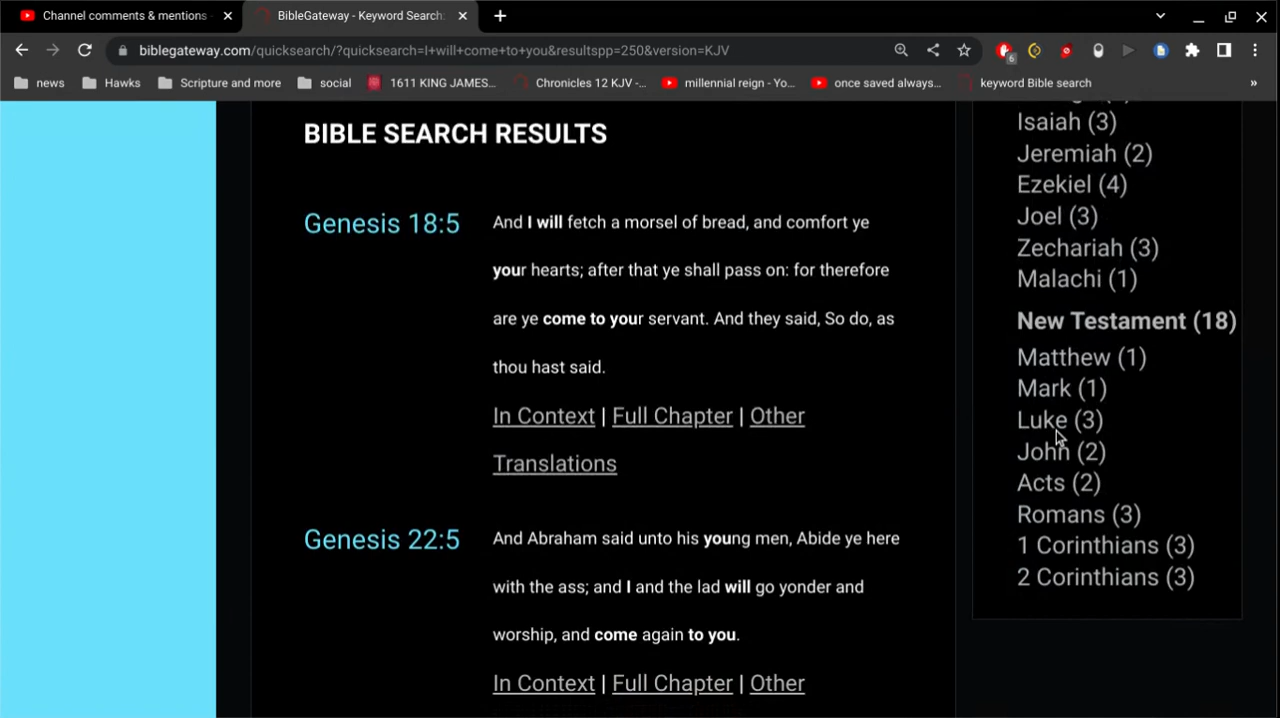 Channel comments & mentions -
BibleGateway - Keyword Search:
biblegateway.com/quicksearch/?quicksearch=I+will+come+to+you&resultspp=250&version=KJV
6
news
Hawks
Scripture and more
social
1611 KING JAMES...
Chronicles 12 KJV -...
millennial reign - Yo...
once saved always...
keyword Bible search
»
BIBLE SEARCH RESULTS
Genesis 18:5
And I will fetch a morsel of bread, and comfort ye
your hearts; after that ye shall pass on: for therefore
are ye come to your servant. And they said, So do, as
thou hast said.
In Context | Full Chapter | Other
Translations
Genesis 22:5
And Abraham said unto his young men, Abide ye here
with the ass; and I and the lad will go yonder and
worship, and come again to you.
In Context | Full Chapter | Other
Isaiah (3)
Jeremiah (2)
Ezekiel (4)
Joel (3)
Zechariah (3)
Malachi (1)
New Testament (18)
Matthew (1)
Mark (1)
Luke (3)
John (2)
Acts (2)
Romans (3)
1 Corinthians (3)
2 Corinthians (3)